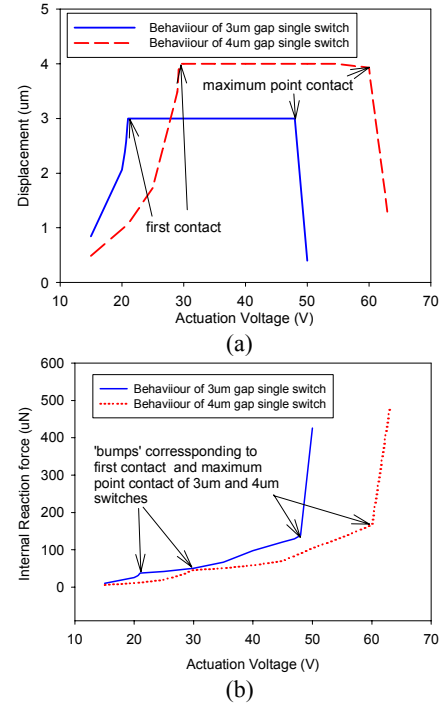 Behaviiour of 3um gap single switch
Behaviiour of 4um gap single switch
5
4
3
2
1
0
Displacement (um)
maximum point contact
first contact
10 20 30 40 50 60 70
Actuation Voltage (V)
(a)
600
500
400
300
200
100
0
Internal Reaction force (uN)
Behaviiour of 3um gap single switch
Behaviiour of 4um gap single switch
'bumps' corressponding to
first contact and maximum
point contact of 3um and 4um
switches
10 20 30 40 50 60 70
Actuation Voltage (V)
(b)